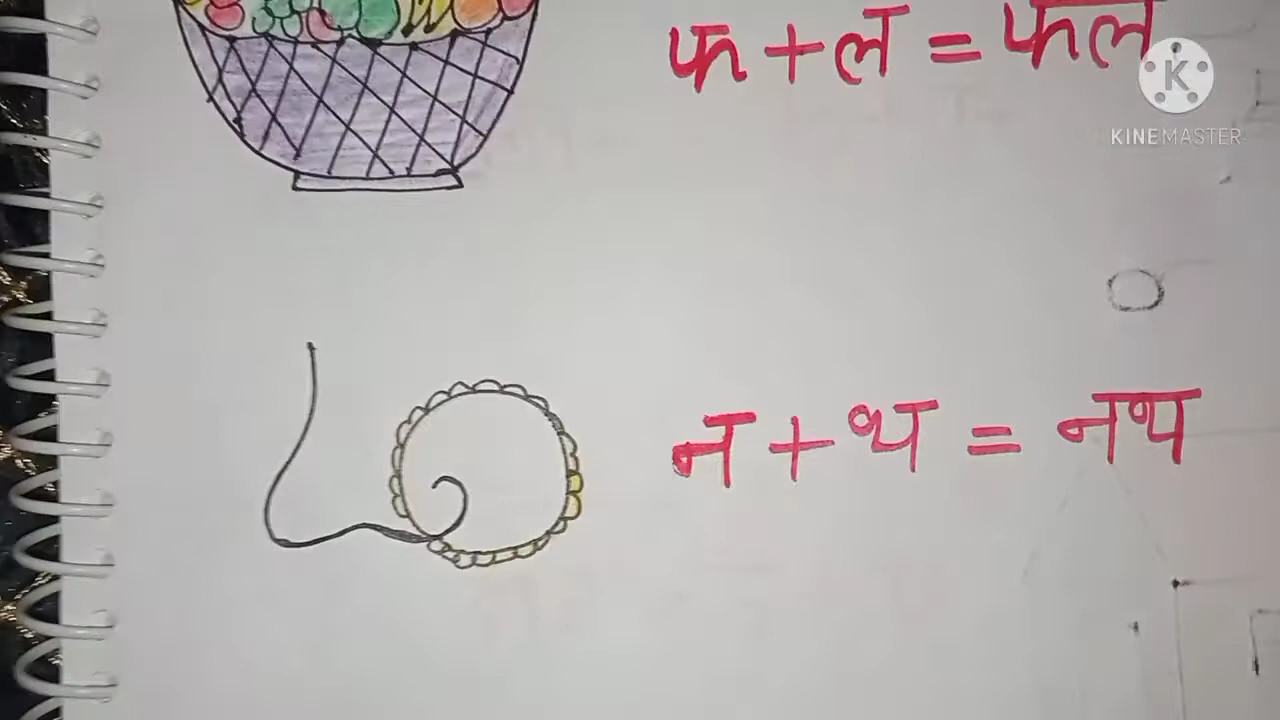 फ + ल = फल
K
KINEMASTER
न + थ = नथ